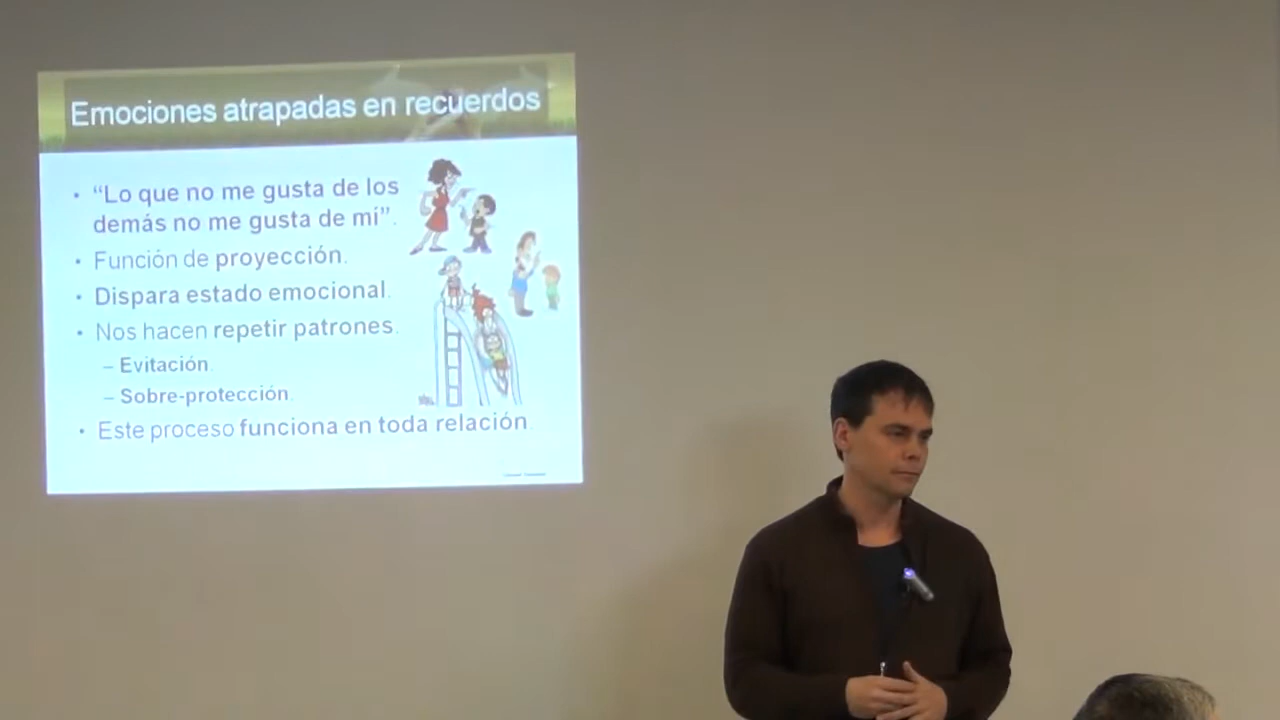 Emociones atrapadas en recuerdos
• “Lo que no me gusta de los
demás no me gusta de mí”.
• Función de proyección.
• Dispara estado emocional.
• Nos hacen repetir patrones.
– Evitación.
– Sobre-protección.
• Este proceso funciona en toda relación.